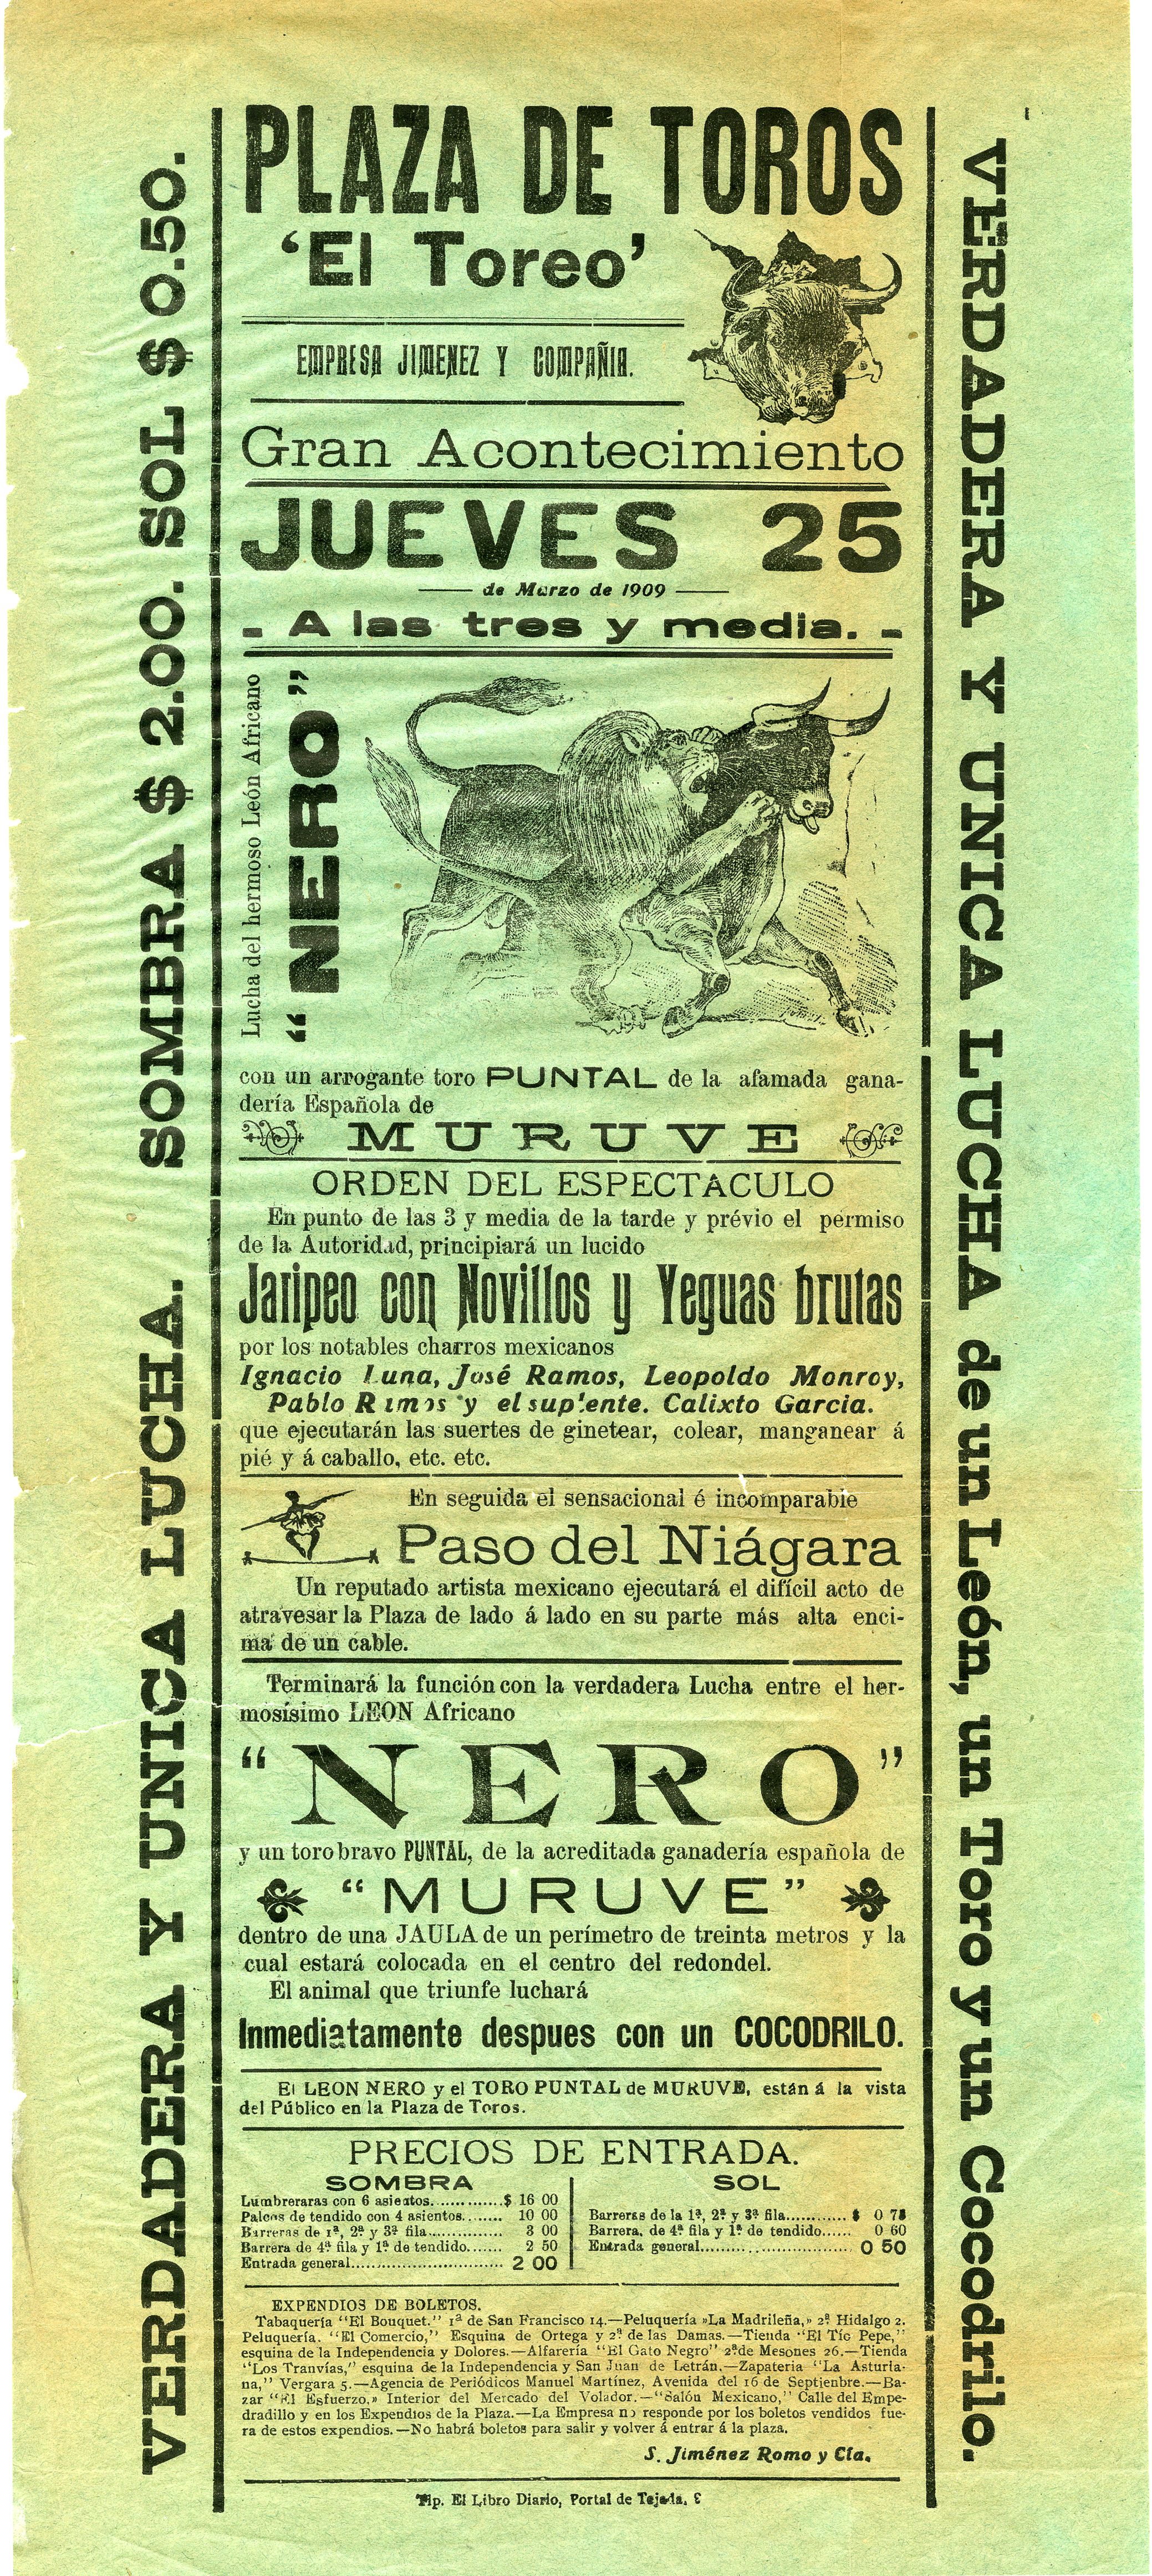 PLAZA DE TOROS
'El Toreo'
EMPRESA JIMENEZ Y COMPAÑIA.
Gran Acontecimiento
JUEVES 25
de Marzo de 1909
A las tres y media.
Lucha del hermoso León Africano
“NERO”
con un arrogante toro PUNTAL de la afamada gana-
dería Española de
MURUVE
ORDEN DEL ESPECTACULO
En punto de las 3 y media de la tarde y prévio el permiso
de la Autoridad, principiará un lucido
Jaripeo con Novillos y Yeguas brutas
por los notables charros mexicanos
Ignacio Luna, José Ramos, Leopoldo Monroy,
Pablo Ramos y el suplente. Calixto Garcia.
que ejecutarán las suertes de ginetear, colear, manganear á
pié y á caballo, etc. etc.
En seguida el sensacional é incomparable
Paso del Niágara
Un reputado artista mexicano ejecutará el difícil acto de
atravesar la Plaza de lado á lado en su parte más alta enci-
ma de un cable.
Terminará la función con la verdadera Lucha entre el her-
mosísimo LEON Africano
“NERO”
y un toro bravo PUNTAL, de la acreditada ganadería española de
“MURUVE”
dentro de una JAULA de un perímetro de treinta metros y la
cual estará colocada en el centro del redondel.
El animal que triunfe luchará
Inmediatamente despues con un COCODRILO.
El LEON NERO y el TORO PUNTAL de MURUVE, están á la vista
del Público en la Plaza de Toros.
PRECIOS DE ENTRADA.
SOMBRA
Lumbreraras con 6 asientos.............$ 16 00
Palcos de tendido con 4 asientos........ 10 00
Barreras de 1ª, 2ª y 3ª fila.............. 3 00
Barrera de 4ª fila y 1ª de tendido....... 2 50
Entrada general............................... 2 00
SOL
Barreras de la 1ª, 2ª y 3ª fila............ $ 0 75
Barrera, de 4ª fila y 1ª de tendido...... 0 60
Entrada general............................... 0 50
EXPENDIOS DE BOLETOS.
Tabaquería “El Bouquet.” 1ª de San Francisco 14.—Peluquería »La Madrileña,» 2ª Hidalgo 2.
Peluquería. “El Comercio,” Esquina de Ortega y 2ª de las Damas.—Tienda “El Tío Pepe,”
esquina de la Independencia y Dolores.—Alfarería “El Gato Negro” 2ª de Mesones 26.—Tienda
“Los Tranvías,” esquina de la Independencia y San Juan de Letrán.—Zapateria “La Asturia-
na,” Vergara 5.—Agencia de Periódicos Manuel Martínez, Avenida del 16 de Septienbre.—Ba-
zar “El Esfuerzo.» Interior del Mercado del Volador.—“Salón Mexicano,” Calle del Empe-
dradillo y en los Expendios de la Plaza.—La Empresa no responde por los boletos vendidos fue-
ra de estos expendios.—No habrá boletos para salir y volver á entrar á la plaza.
S. Jiménez Romo y Cía.
Tip. El Libro Diario, Portal de Tejada,
VERDADERA Y UNICA LUCHA. SOMBRA $ 2.00. SOL $ 0.50.
VERDADERA Y UNICA LUCHA de un León, un Toro y un Cocodrilo.